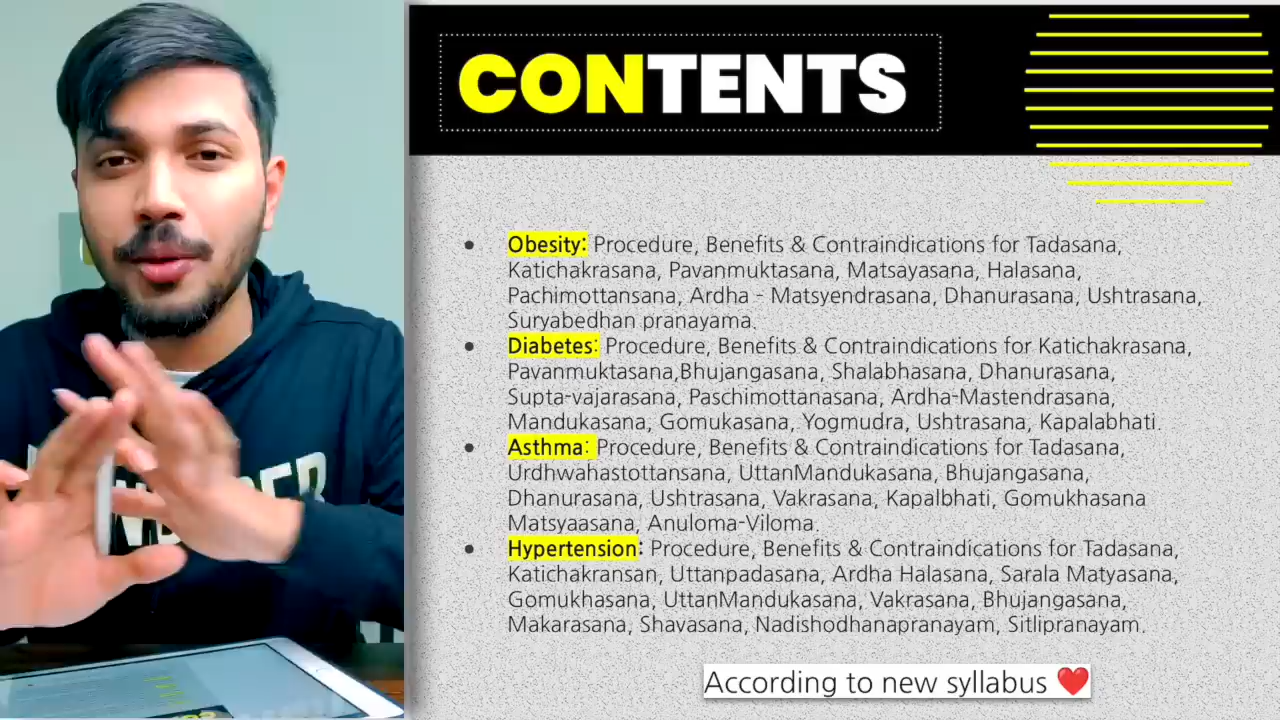 CONTENTS
Obesity: Procedure, Benefits & Contraindications for Tadasana,
Katichakrasana, Pavanmuktasana, Matsayasana, Halasana,
Pachimottansana, Ardha - Matsyendrasana, Dhanurasana, Ushtrasana,
Suryabedhan pranayama.
Diabetes: Procedure, Benefits & Contraindications for Katichakrasana,
Pavanmuktasana,Bhujangasana, Shalabhasana, Dhanurasana,
Supta-vajarasana, Paschimottanasana, Ardha-Mastendrasana,
Mandukasana, Gomukasana, Yogmudra, Ushtrasana, Kapalabhati.
Asthma: Procedure, Benefits & Contraindications for Tadasana,
Urdhwahastottansana, UttanMandukasana, Bhujangasana,
Dhanurasana, Ushtrasana, Vakrasana, Kapalbhati, Gomukhasana
Matsyaasana, Anuloma-Viloma.
Hypertension: Procedure, Benefits & Contraindications for Tadasana,
Katichakransan, Uttanpadasana, Ardha Halasana, Sarala Matyasana,
Gomukhasana, UttanMandukasana, Vakrasana, Bhujangasana,
Makarasana, Shavasana, Nadishodhanapranayam, Sitlipranayam.
According to new syllabus ❤️